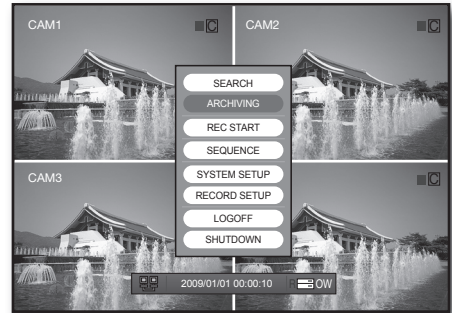 CAM1
C
CAM2
C
SEARCH
ARCHIVING
REC START
SEQUENCE
SYSTEM SETUP
RECORD SETUP
LOGOFF
SHUTDOWN
CAM3
C
2009/01/01 00:00:10
R
OW